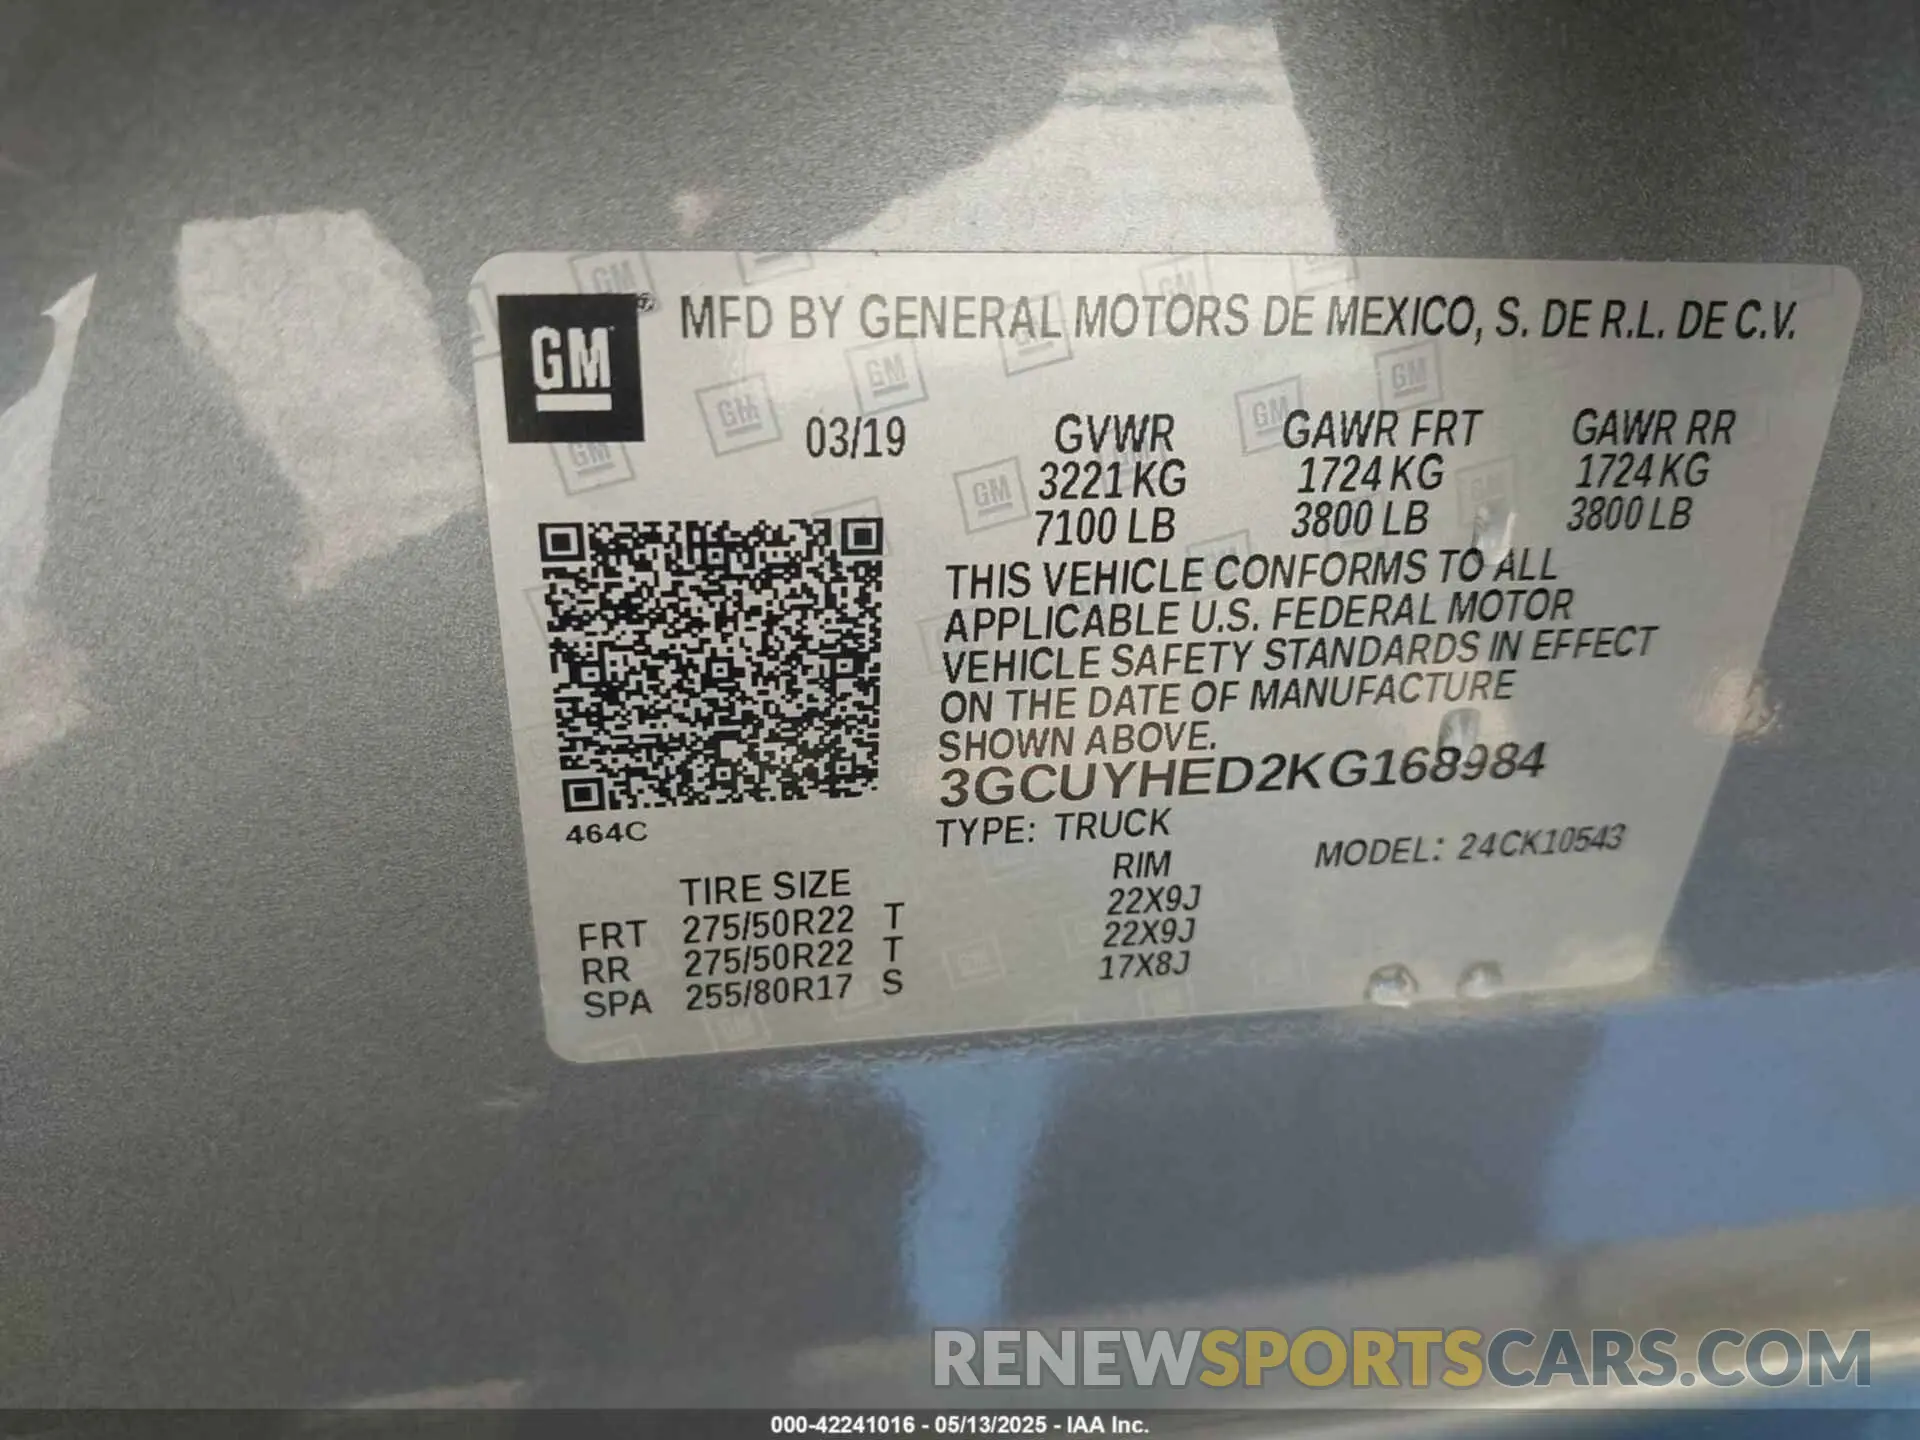 GM
MFD BY GENERAL MOTORS DE MEXICO, S. DE R.L. DE C.V.
03/19
GVWR GAWR FRT GAWR RR
3221 KG 1724 KG 1724 KG
7100 LB 3800 LB 3800 LB
THIS VEHICLE CONFORMS TO ALL
APPLICABLE U.S. FEDERAL MOTOR
VEHICLE SAFETY STANDARDS IN EFFECT
ON THE DATE OF MANUFACTURE
SHOWN ABOVE.
3GCUYHED2KG168984
464C
TYPE: TRUCK
MODEL: 24CK10543
TIRE SIZE RIM
FRT 275/50R22 T 22X9J
RR 275/50R22 T 22X9J
SPA 255/80R17 S 17X8J
RENEWSPORTSCARS.COM
000-42241016 - 05/13/2025 - IAA Inc.